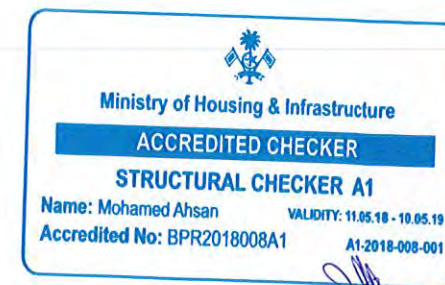 Ministry of Housing & Infrastructure
ACCREDITED CHECKER
STRUCTURAL CHECKER A1
Name: Mohamed Ahsan VALIDITY: 11.05.18 - 10.05.19
Accredited No: BPR2018008A1 A1-2018-008-001